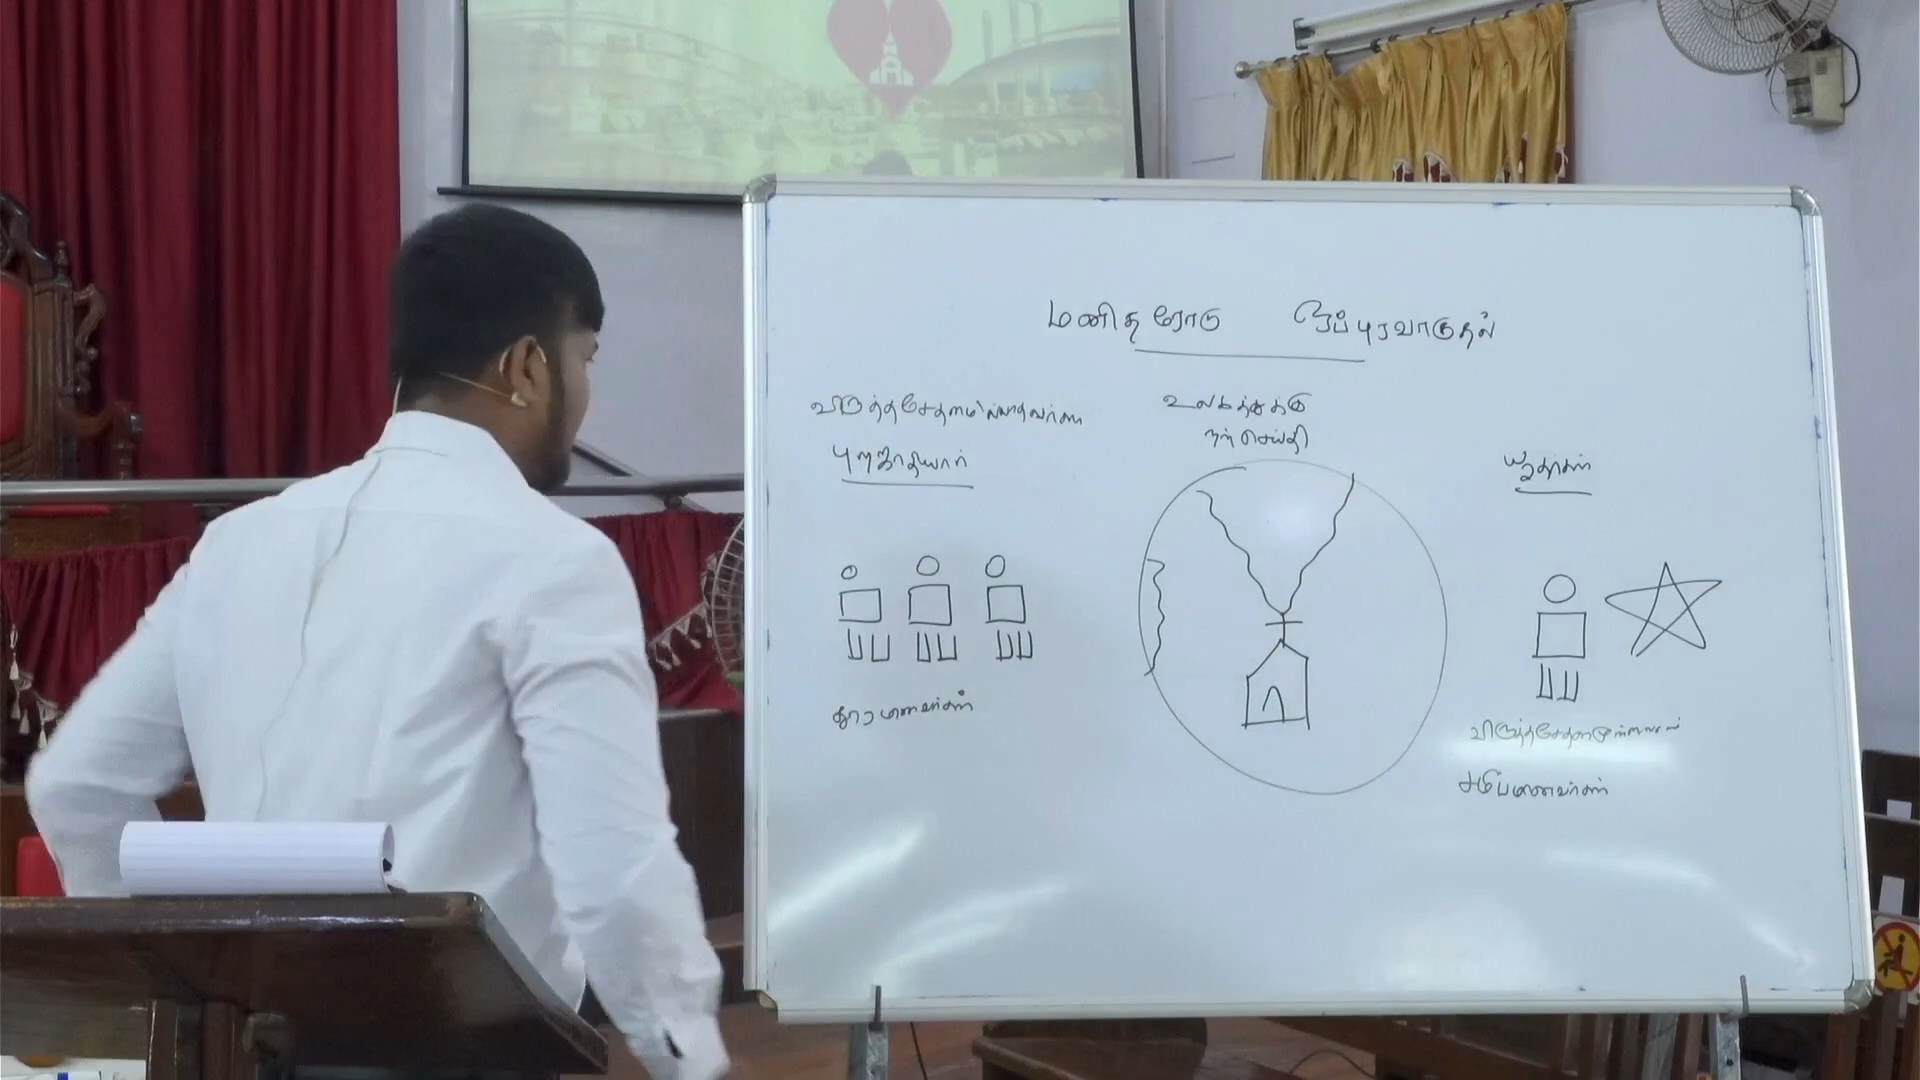 மனிதரோடு ஒப்புரவாகுதல்
விருத்தசேதனமில்லாதவர்கள்
புறஜாதியார்
உலகத்துக்கு
நற்செய்தி
யூதர்கள்
தூரமானவர்கள்
விருத்தசேதனமுள்ளவர்கள்
சமீபமானவர்கள்